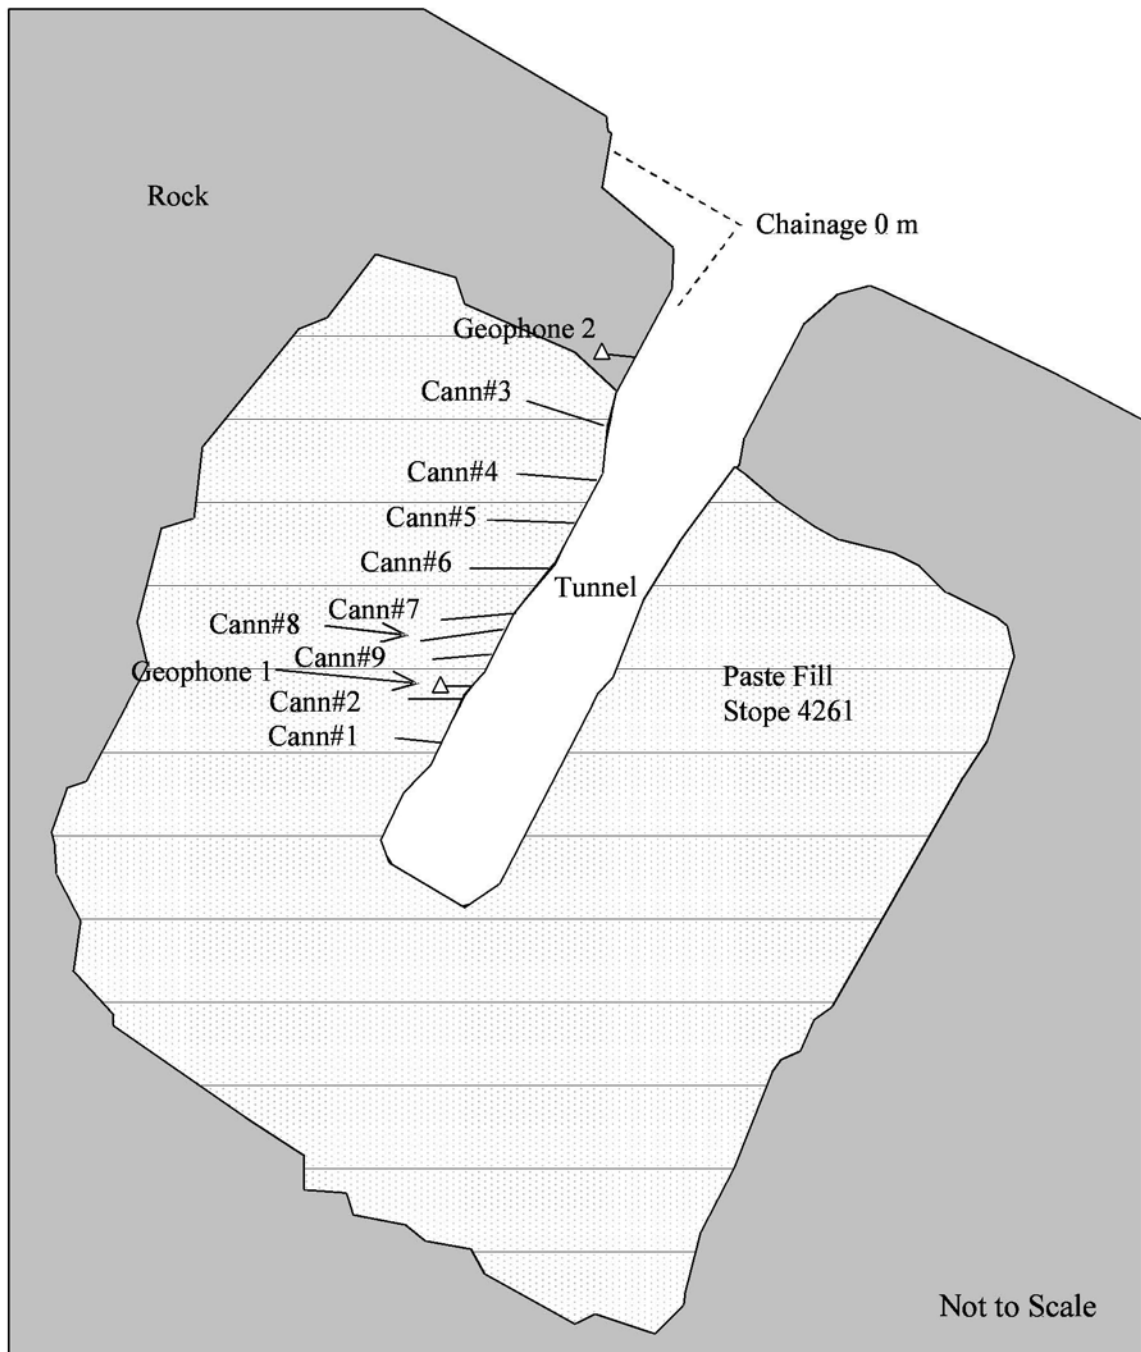 Rock
Chainage 0 m
Geophone 2
Cann#3
Cann#4
Cann#5
Cann#6
Tunnel
Cann#7
Cann#8
Cann#9
Geophone 1
Cann#2
Cann#1
Paste Fill
Stope 4261
Not to Scale